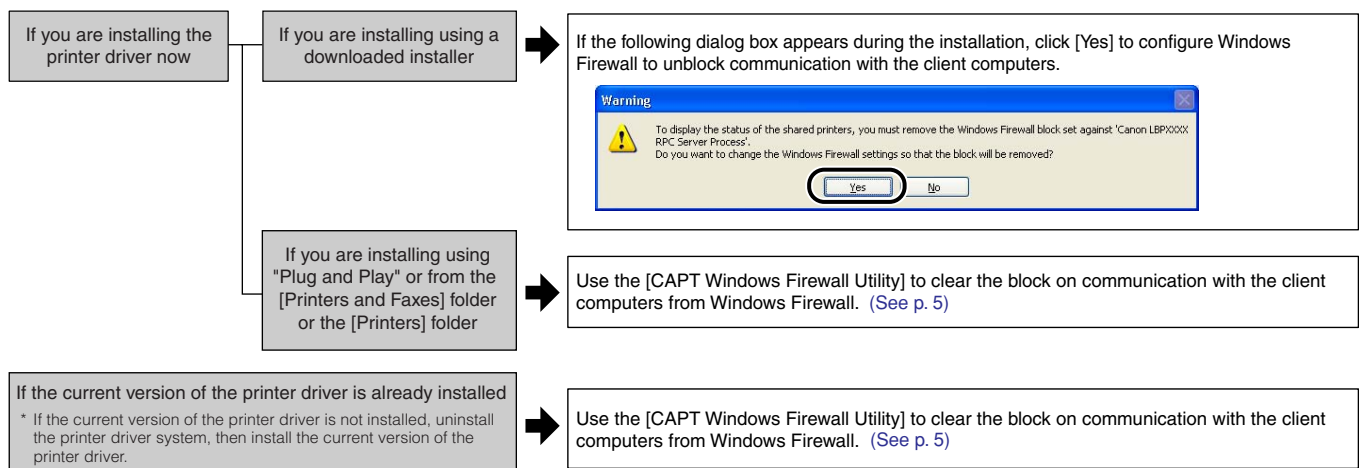 If you are installing the
printer driver now
If you are installing using a
downloaded installer
If the following dialog box appears during the installation, click [Yes] to configure Windows
Firewall to unblock communication with the client computers.
Warning
To display the status of the shared printers, you must remove the Windows Firewall block set against 'Canon LBPXXXX
RPC Server Process'.
Do you want to change the Windows Firewall settings so that the block will be removed?
Yes
No
If you are installing using
"Plug and Play" or from the
[Printers and Faxes] folder
or the [Printers] folder
Use the [CAPT Windows Firewall Utility] to clear the block on communication with the client
computers from Windows Firewall. (See p. 5)
If the current version of the printer driver is already installed
* If the current version of the printer driver is not installed, uninstall
the printer driver system, then install the current version of the
printer driver.
Use the [CAPT Windows Firewall Utility] to clear the block on communication with the client
computers from Windows Firewall. (See p. 5)